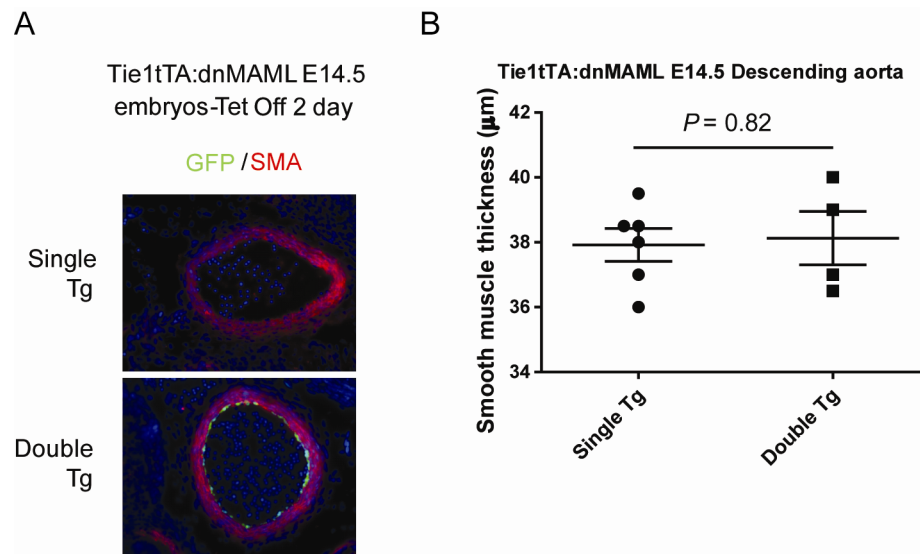 A
Tie1tTA:dnMAML E14.5
embryos-Tet Off 2 day
GFP /SMA
Single
Tg
Double
Tg
B
Tie1tTA:dnMAML E14.5 Descending aorta
P = 0.82
Smooth muscle thickness (μm)
42
40
38
36
34
Single Tg
Double Tg